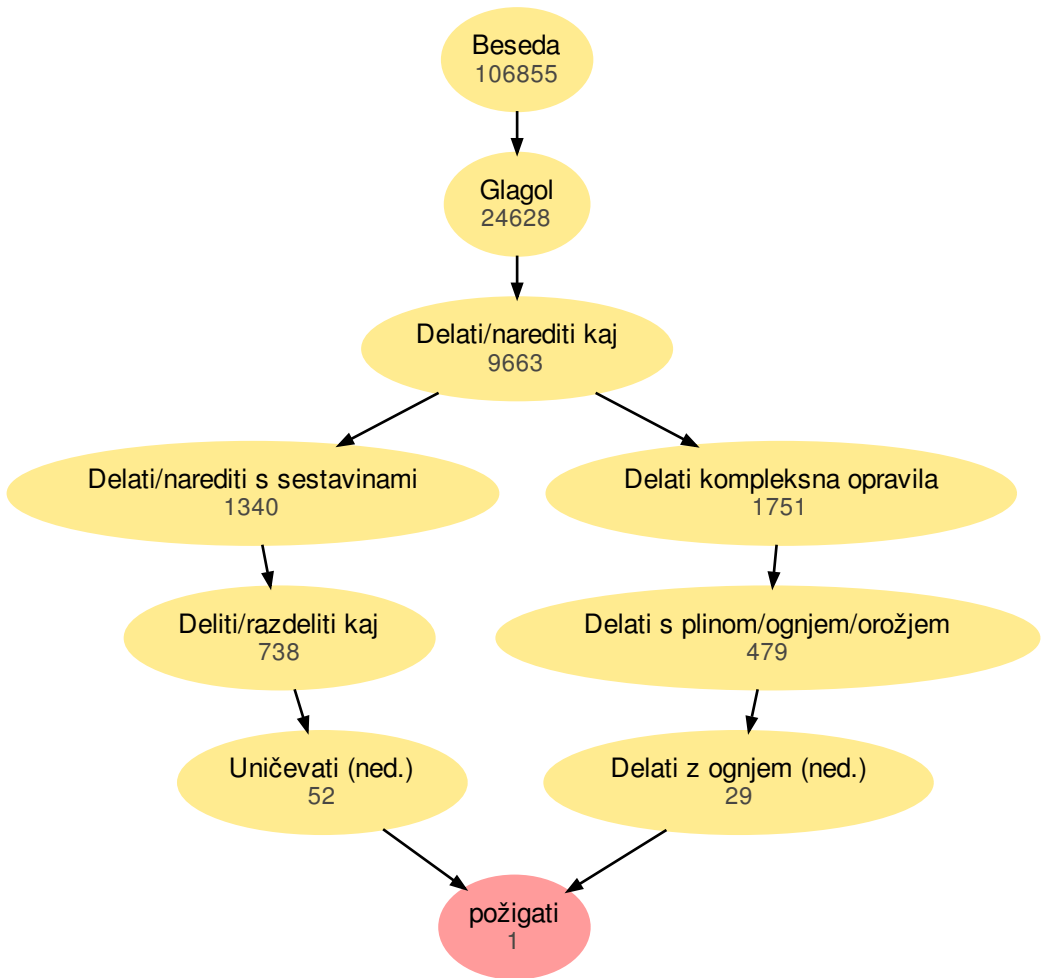 Beseda
106855
Glagol
24628
Delati/narediti kaj
9663
Delati/narediti s sestavinami
1340
Delati kompleksna opravila
1751
Deliti/razdeliti kaj
738
Delati s plinom/ognjem/orožjem
479
Uničevati (ned.)
52
Delati z ognjem (ned.)
29
požigati
1